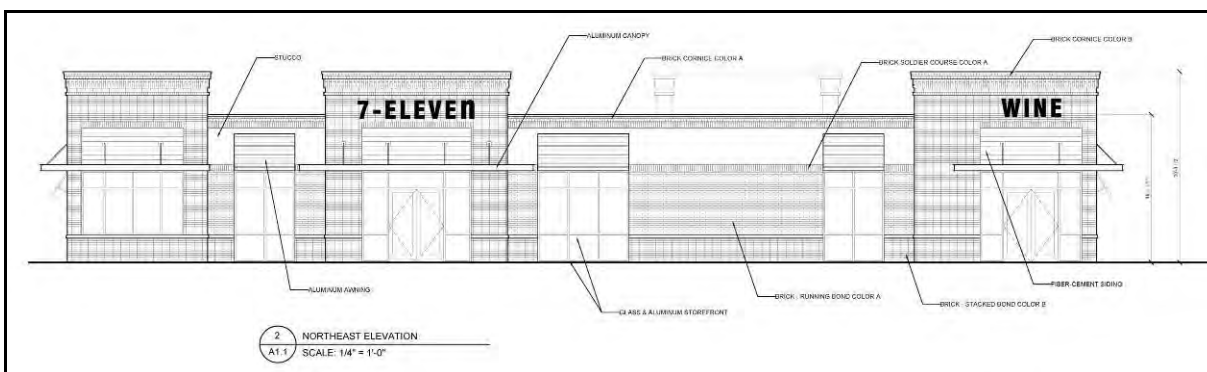 BRICK CORNICE COLOR B
ALUMINUM CANOPY
STUCCO
BRICK CORNICE COLOR A
BRICK SOLDIER COURSE COLOR A
7-ELEVEn
WINE
ALUMINUM AWNING
BRICK - RUNNING BOND COLOR A
BRICK - STACKED BOND COLOR B
FIBER-CEMENT SIDING
GLASS & ALUMINUM STOREFRONT
2
NORTHEAST ELEVATION
A1.1
SCALE: 1/4" = 1'-0"